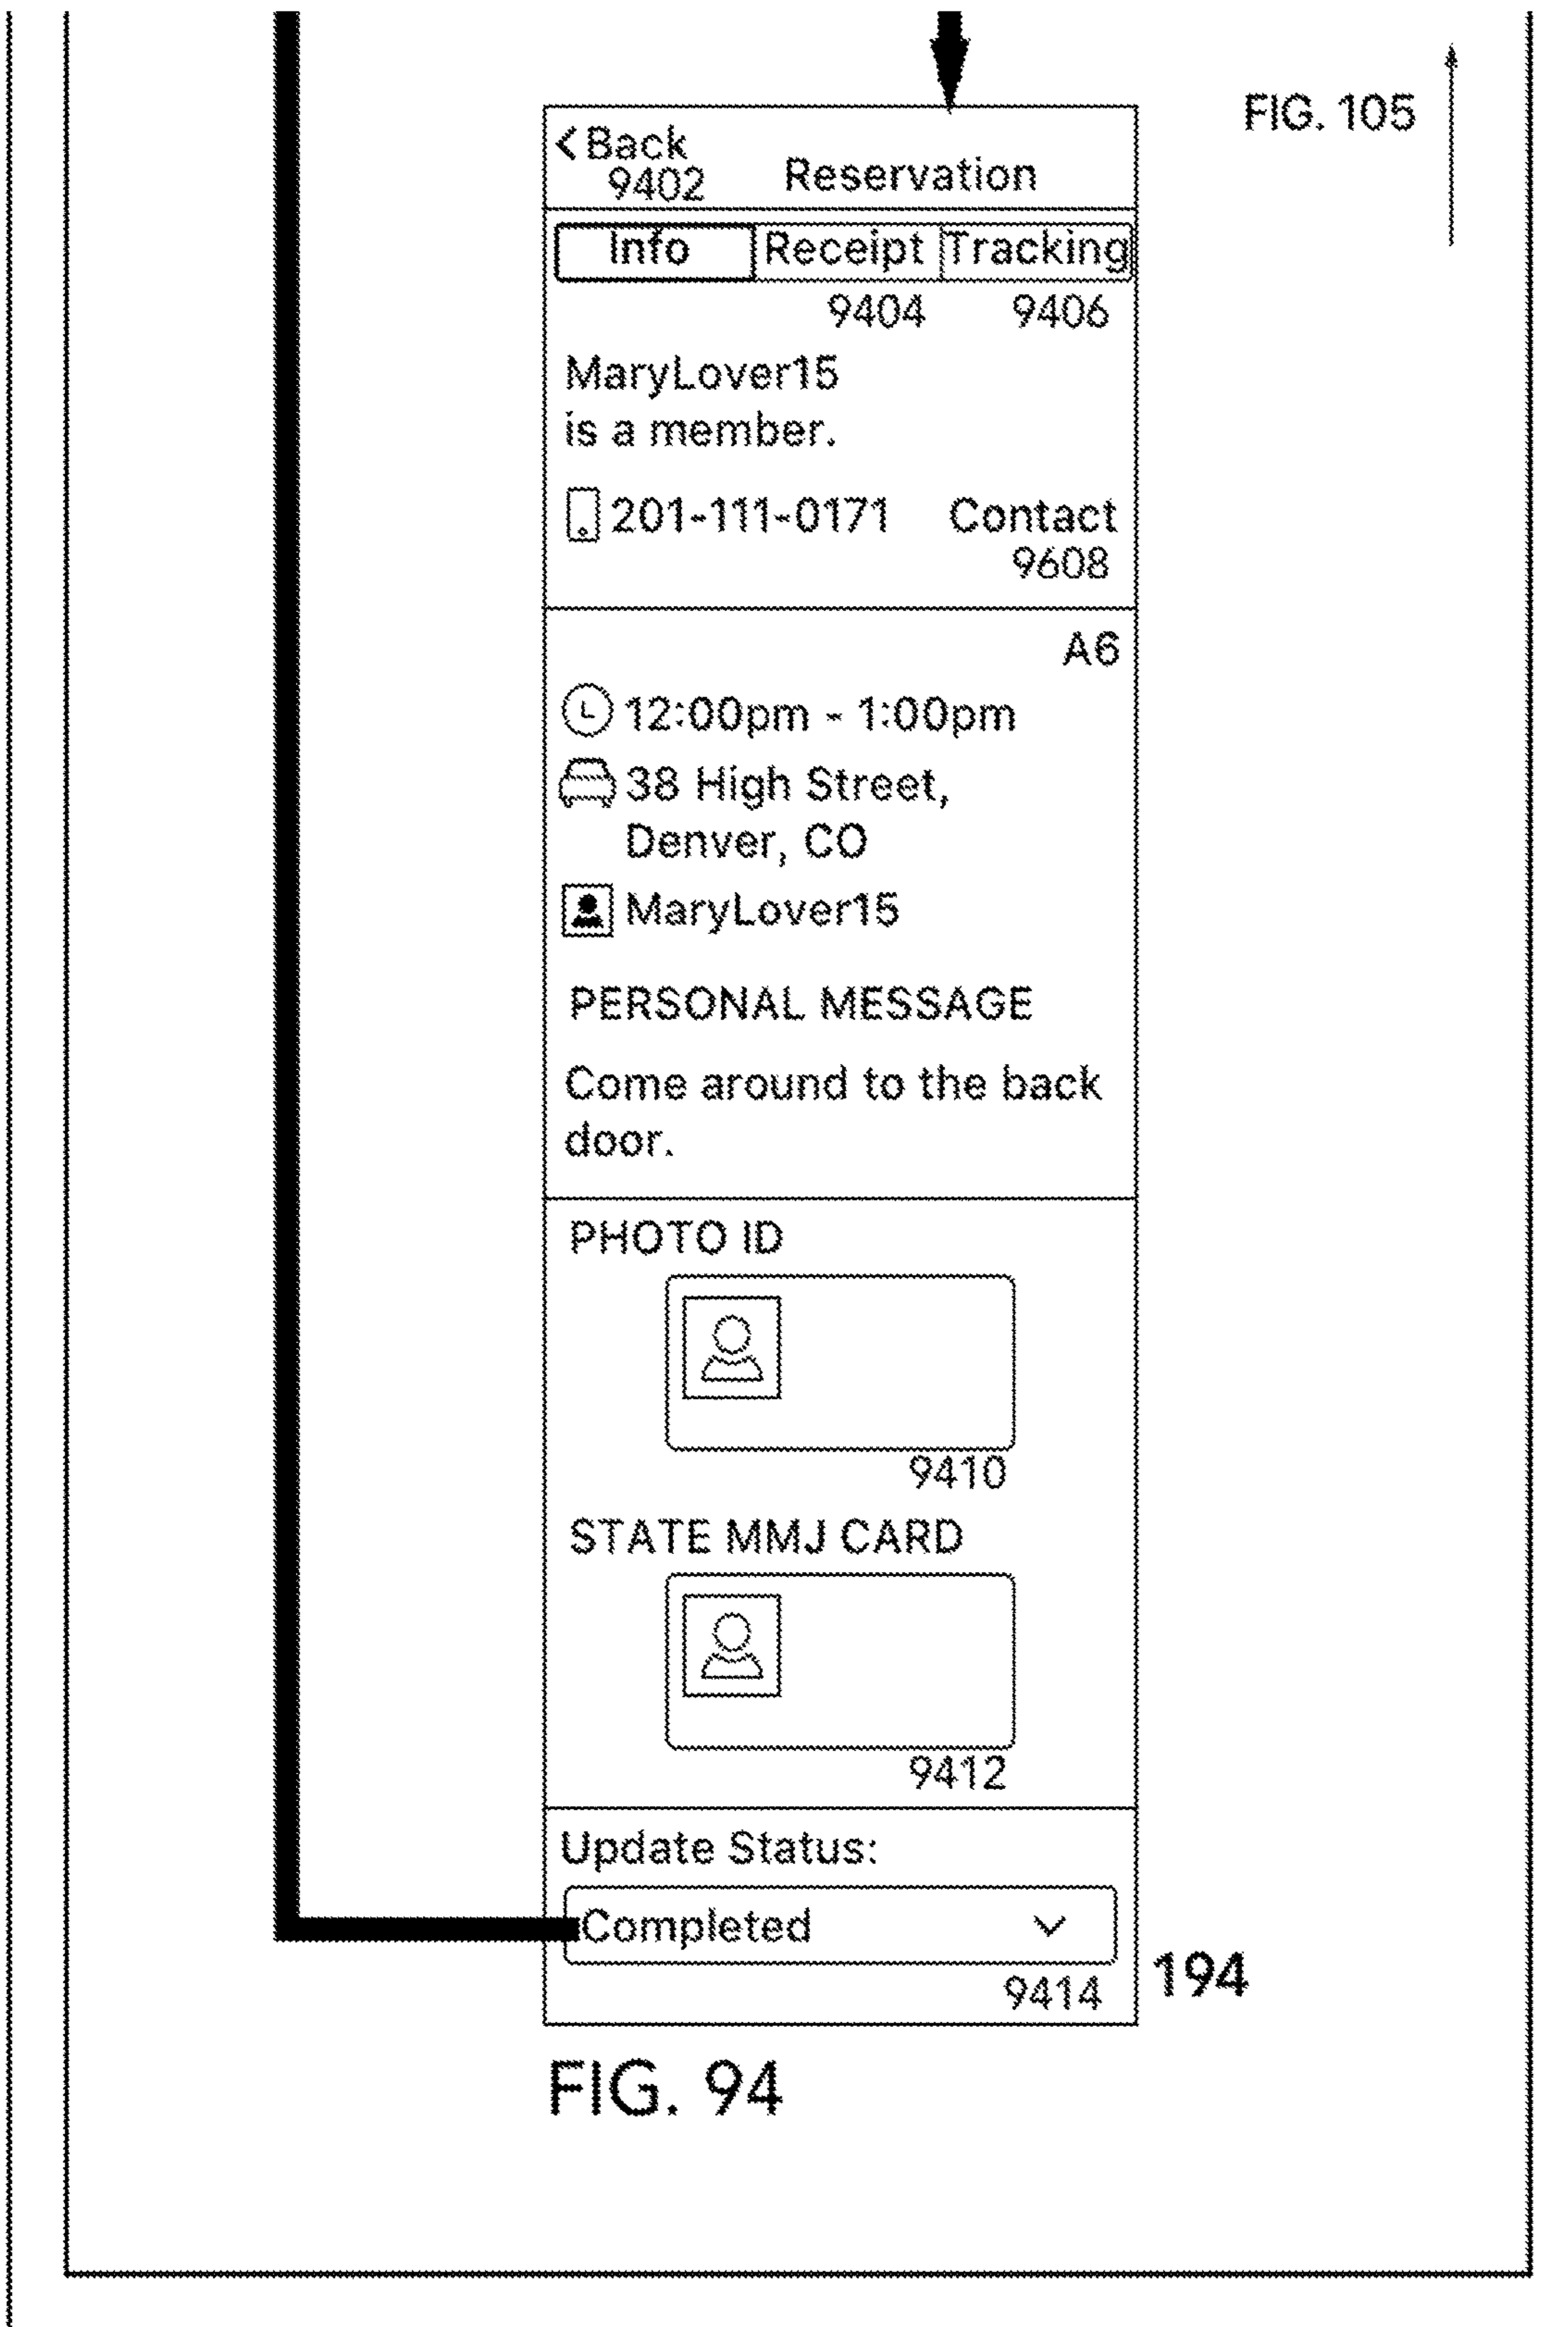 FIG. 105
Back
9402
Reservation
Info Receipt Tracking
9404 9406
MaryLover15
is a member.
201-111-0171 Contact
9608
A6
12:00pm - 1:00pm
38 High Street,
Denver, CO
MaryLover15
PERSONAL MESSAGE
Come around to the back
door.
PHOTO ID
9410
STATE MMJ CARD
9412
Update Status:
Completed
9414
194
FIG. 94